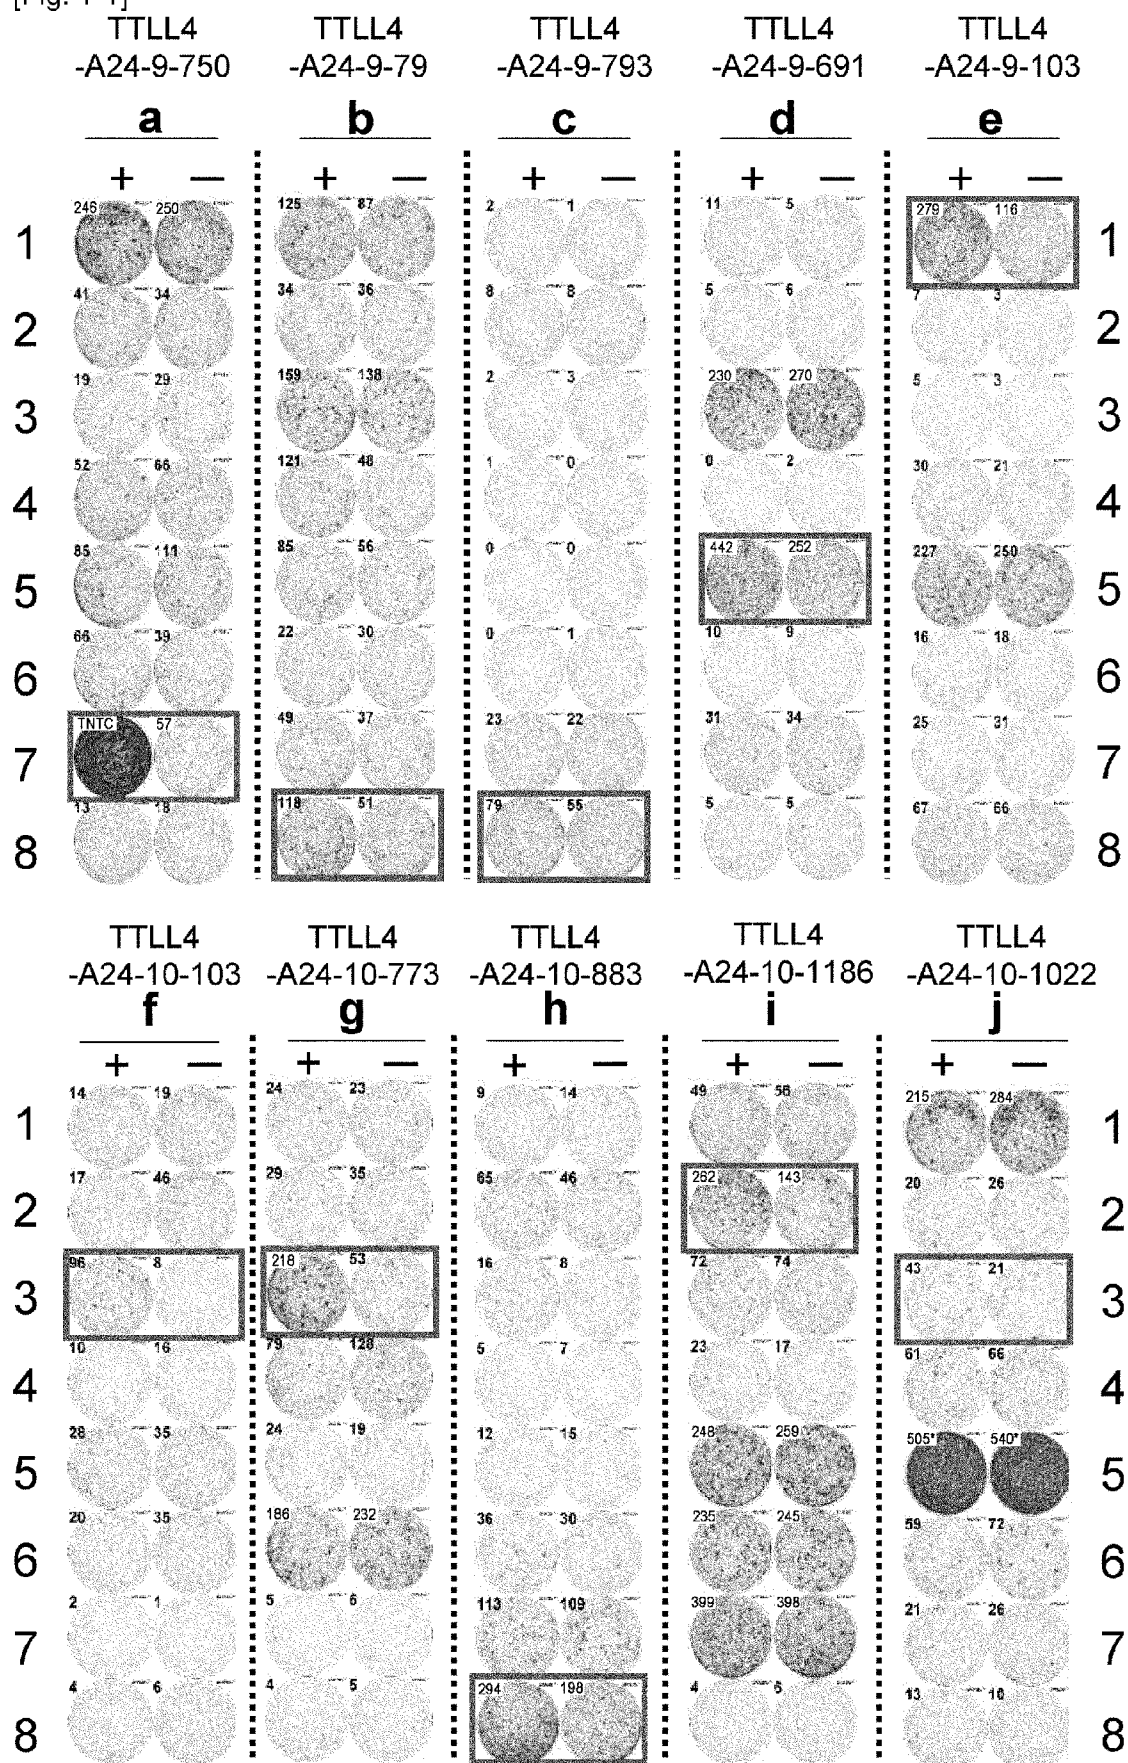 TTLL4 TTLL4 TTLL4 TTLL4 TTLL4
-A24-9-750 -A24-9-79 -A24-9-793 -A24-9-691 -A24-9-103
a b c d e
+ — + — + — + — + —
246 250 125 87 2 1 11 5 279 116
1 1
41 34 34 36 8 8 5 6 7 3
2 2
19 29 159 138 2 3 230 270 5 3
3 3
52 66 121 48 1 0 0 2 30 21
4 4
85 111 85 56 0 0 442 252 227 250
5 5
66 39 22 30 0 1 10 9 16 18
6 6
TNTC 57 49 37 23 22 31 34 25 31
7 7
13 18 118 51 79 55 5 5 67 66
8 8
TTLL4 TTLL4 TTLL4 TTLL4 TTLL4
-A24-10-103 -A24-10-773 -A24-10-883 -A24-10-1186 -A24-10-1022
f g h i j
+ — + — + — + — + —
14 19 24 23 9 14 49 56 215 284
1 1
17 46 29 35 65 46 262 143 20 26
2 2
96 8 218 53 16 8 72 74 43 21
3 3
10 16 79 128 5 7 23 17 61 66
4 4
28 35 24 19 12 15 248 259 505* 540*
5 5
20 35 186 232 36 30 235 245 59 72
6 6
2 1 5 6 113 109 399 398 21 26
7 7
4 6 4 5 294 198 4 13 10
8 8